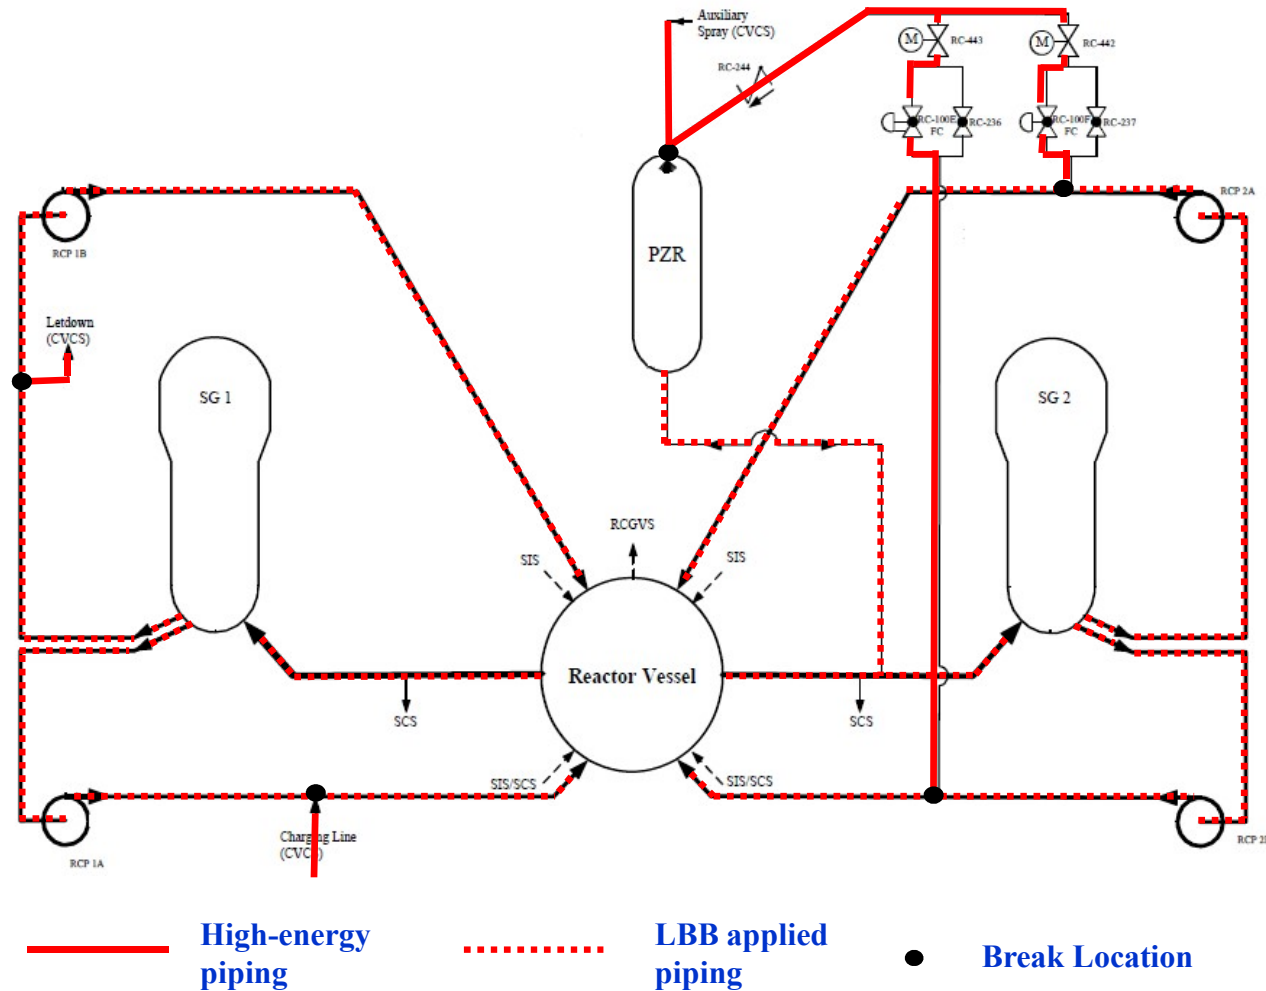 Auxiliary
Spray (CVCS)
M
RC-443
M
RC-442
RC-244
RC-100E
FC
RC-236
RC-100F
FC
RC-237
RCP 1B
PZR
RCP 2A
Letdown
(CVCS)
SG 1
SG 2
RCGVS
SIS
SIS
Reactor Vessel
SCS
SCS
SIS/SCS
SIS/SCS
RCP 1A
Charging Line
(CVCS)
High-energy
piping
LBB applied
piping
Break Location